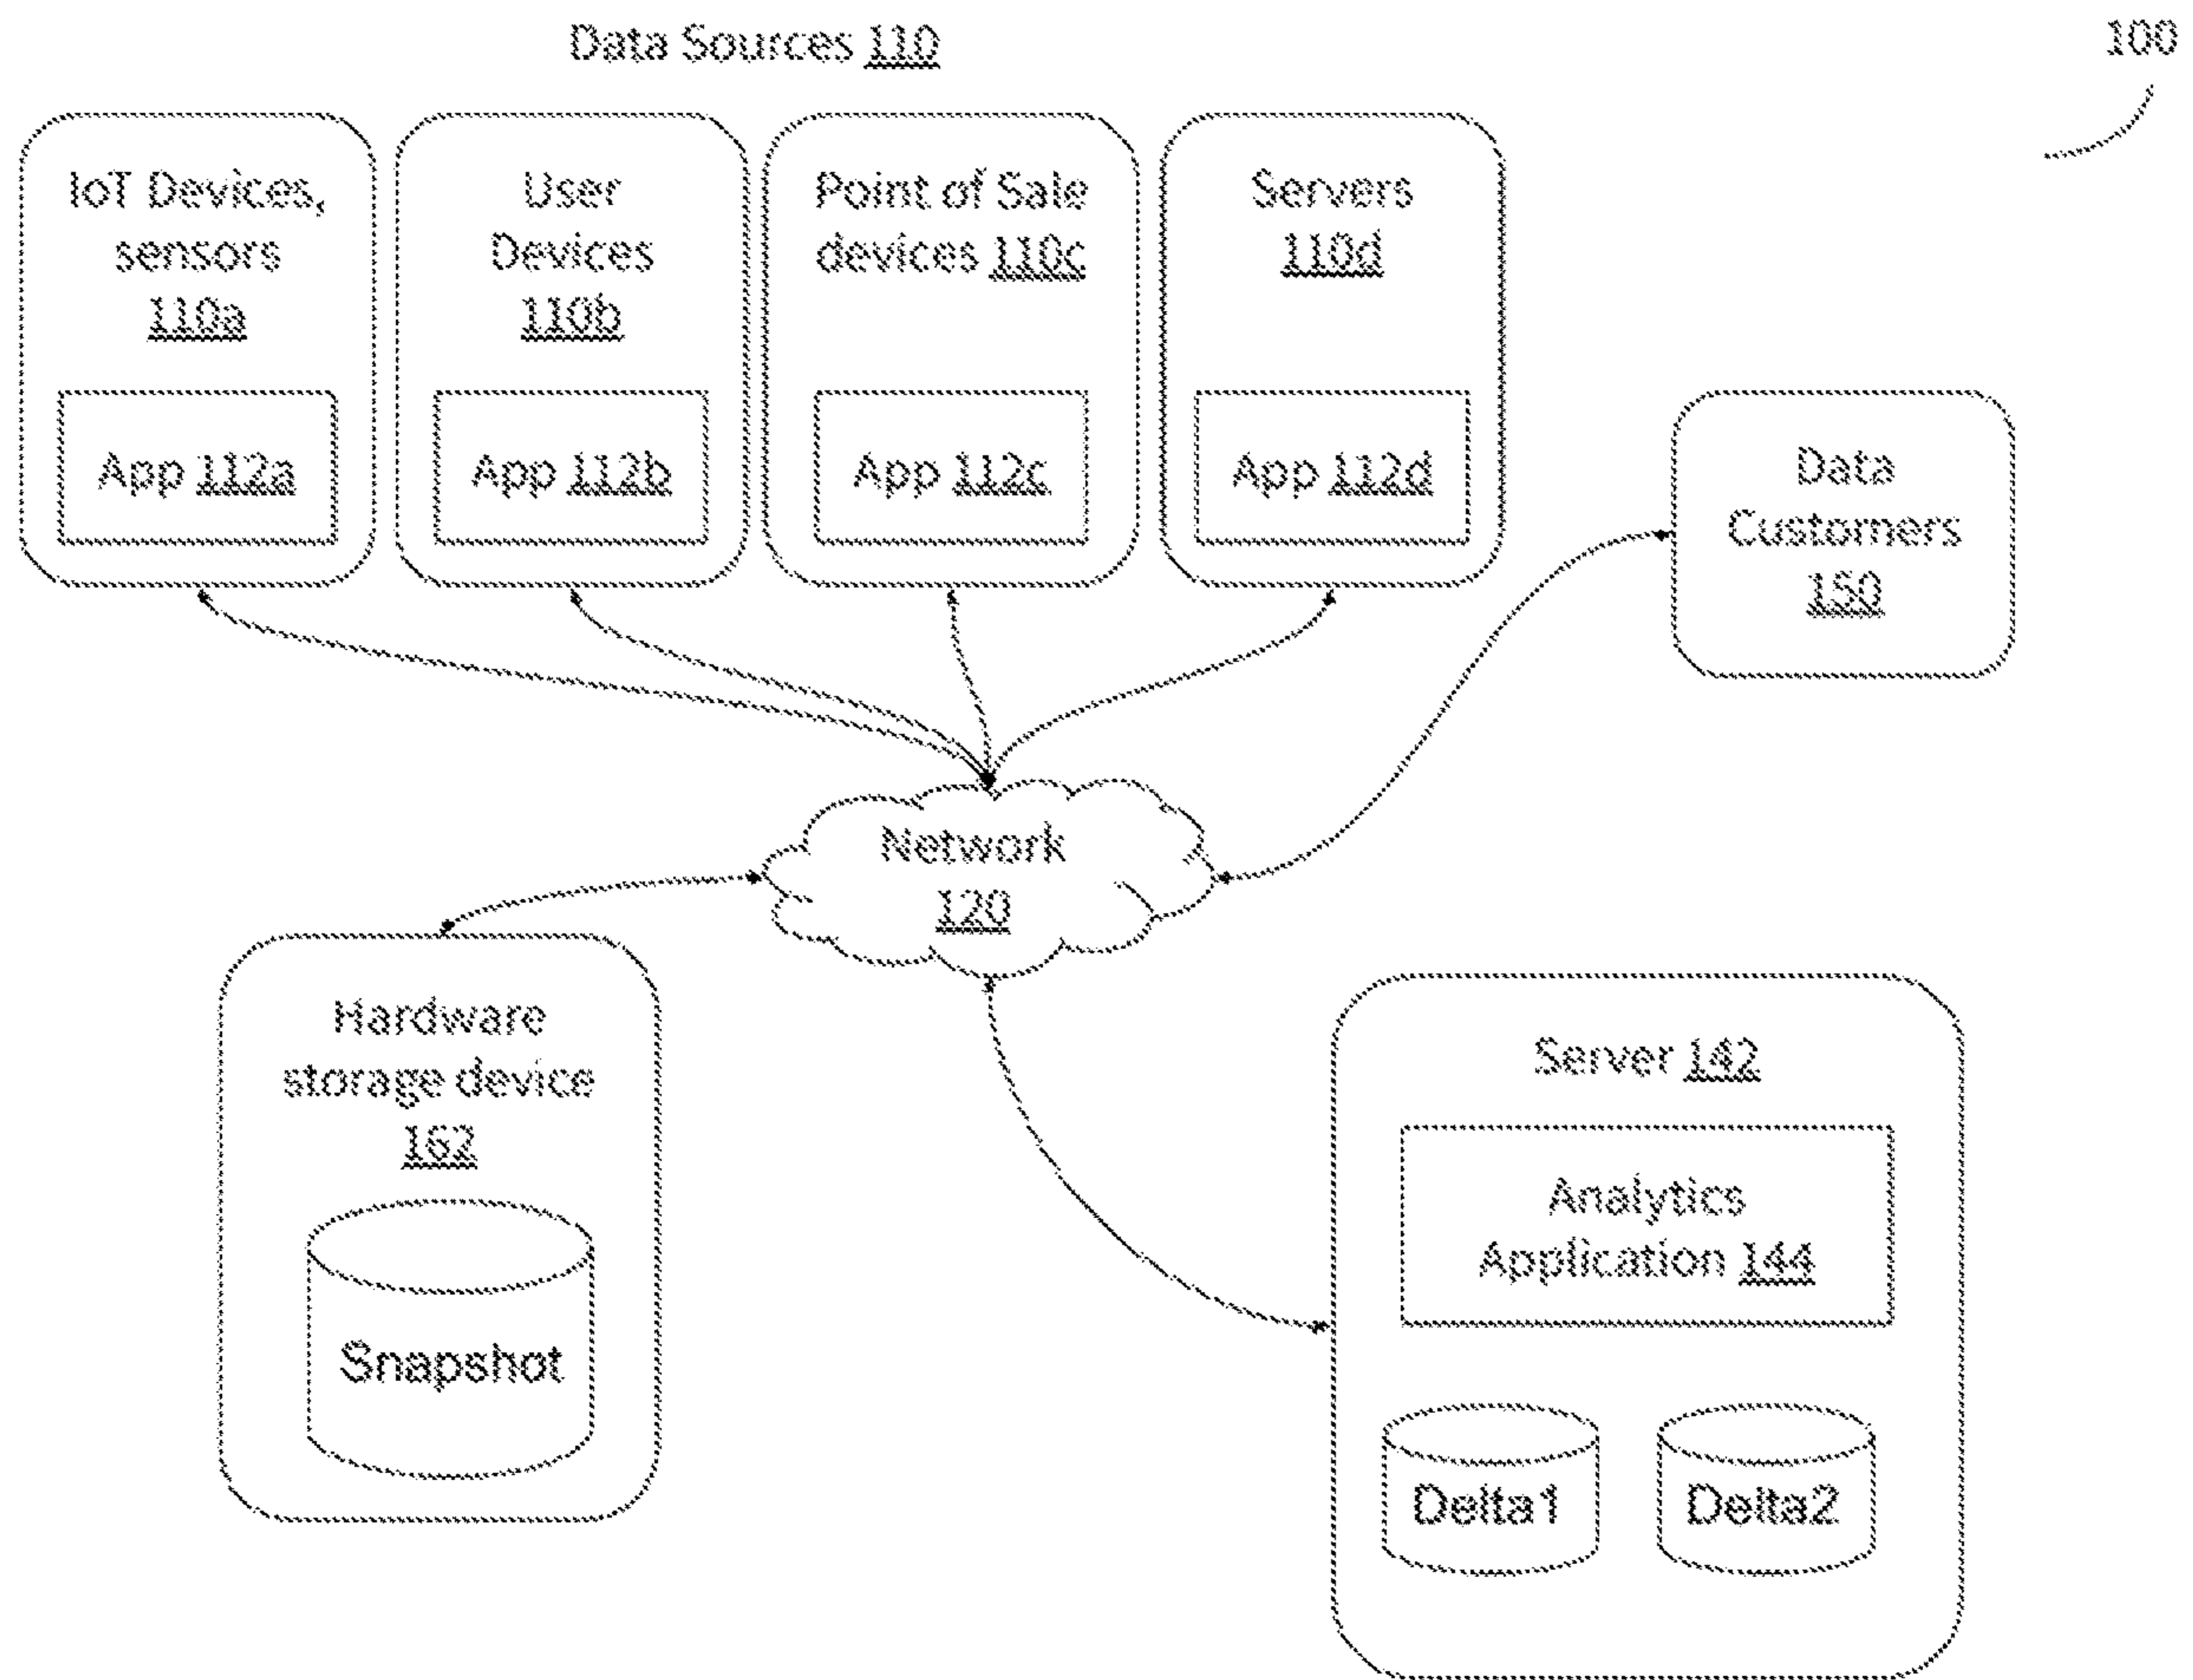 Data Sources 110
100
IoT Devices,
sensors
110a
App 112a
User
Devices
110b
App 112b
Point of Sale
devices 110c
App 112c
Servers
110d
App 112d
Data
Customers
150
Network
120
Hardware
storage device
162
Snapshot
Server 142
Analytics
Application 144
Delta1
Delta2